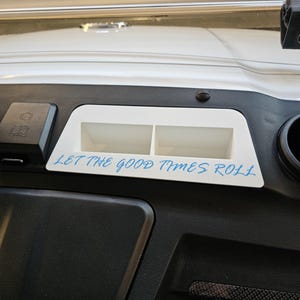 LET THE GOOD TIMES ROLL